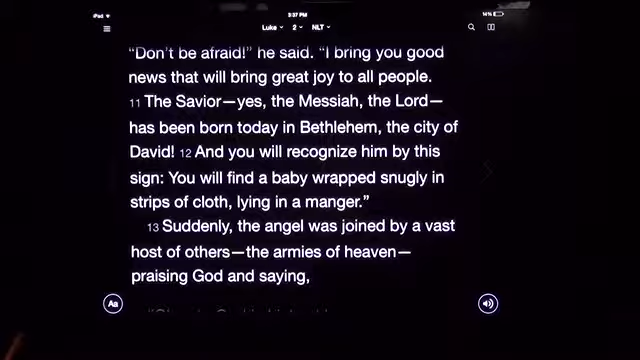 iPad
3:37 PM
14%
Luke
2
NLT
"Don't be afraid!" he said. "I bring you good
news that will bring great joy to all people.
11 The Savior—yes, the Messiah, the Lord—
has been born today in Bethlehem, the city of
David! 12 And you will recognize him by this
sign: You will find a baby wrapped snugly in
strips of cloth, lying in a manger."
13 Suddenly, the angel was joined by a vast
host of others—the armies of heaven—
praising God and saying,
Aa